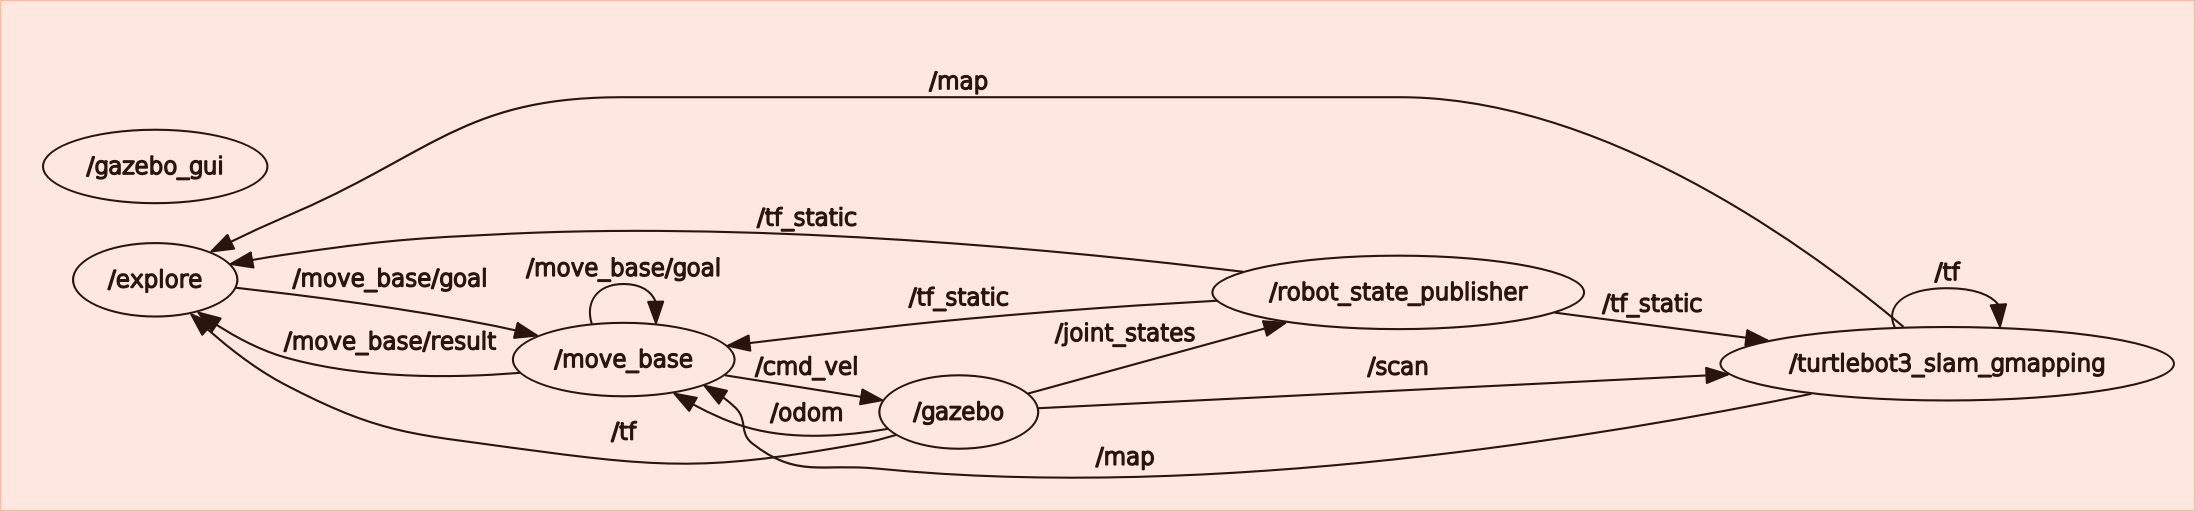 /map
/gazebo_gui
/tf_static
/explore
/move_base/goal
/move_base/goal
/tf_static
/robot_state_publisher
/tf_static
/tf
/move_base/result
/joint_states
/move_base
/cmd_vel
/scan
/turtlebot3_slam_gmapping
/odom
/gazebo
/tf
/map